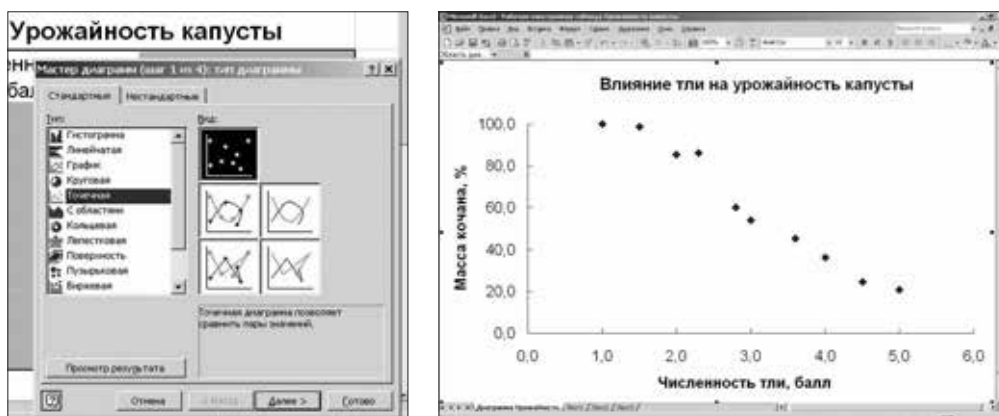 Урожайность капусты
Мастер диаграмм (шаг 1 из 4): тип диаграммы
Стандартные
Нестандартные
Тип:
Вид:
Гистограмма
Линейчатая
График
Круговая
Точечная
С областями
Кольцевая
Лепестковая
Поверхность
Пузырьковая
Биржевая
Точечная диаграмма позволяет
сравнить пары значений.
Просмотр результата
Отмена
< Назад
Далее >
Готово
Влияние тли на урожайность капусты
Масса кочана, %
100,0
80,0
60,0
40,0
20,0
0,0
0,0 1,0 2,0 3,0 4,0 5,0 6,0
Численность тли, балл